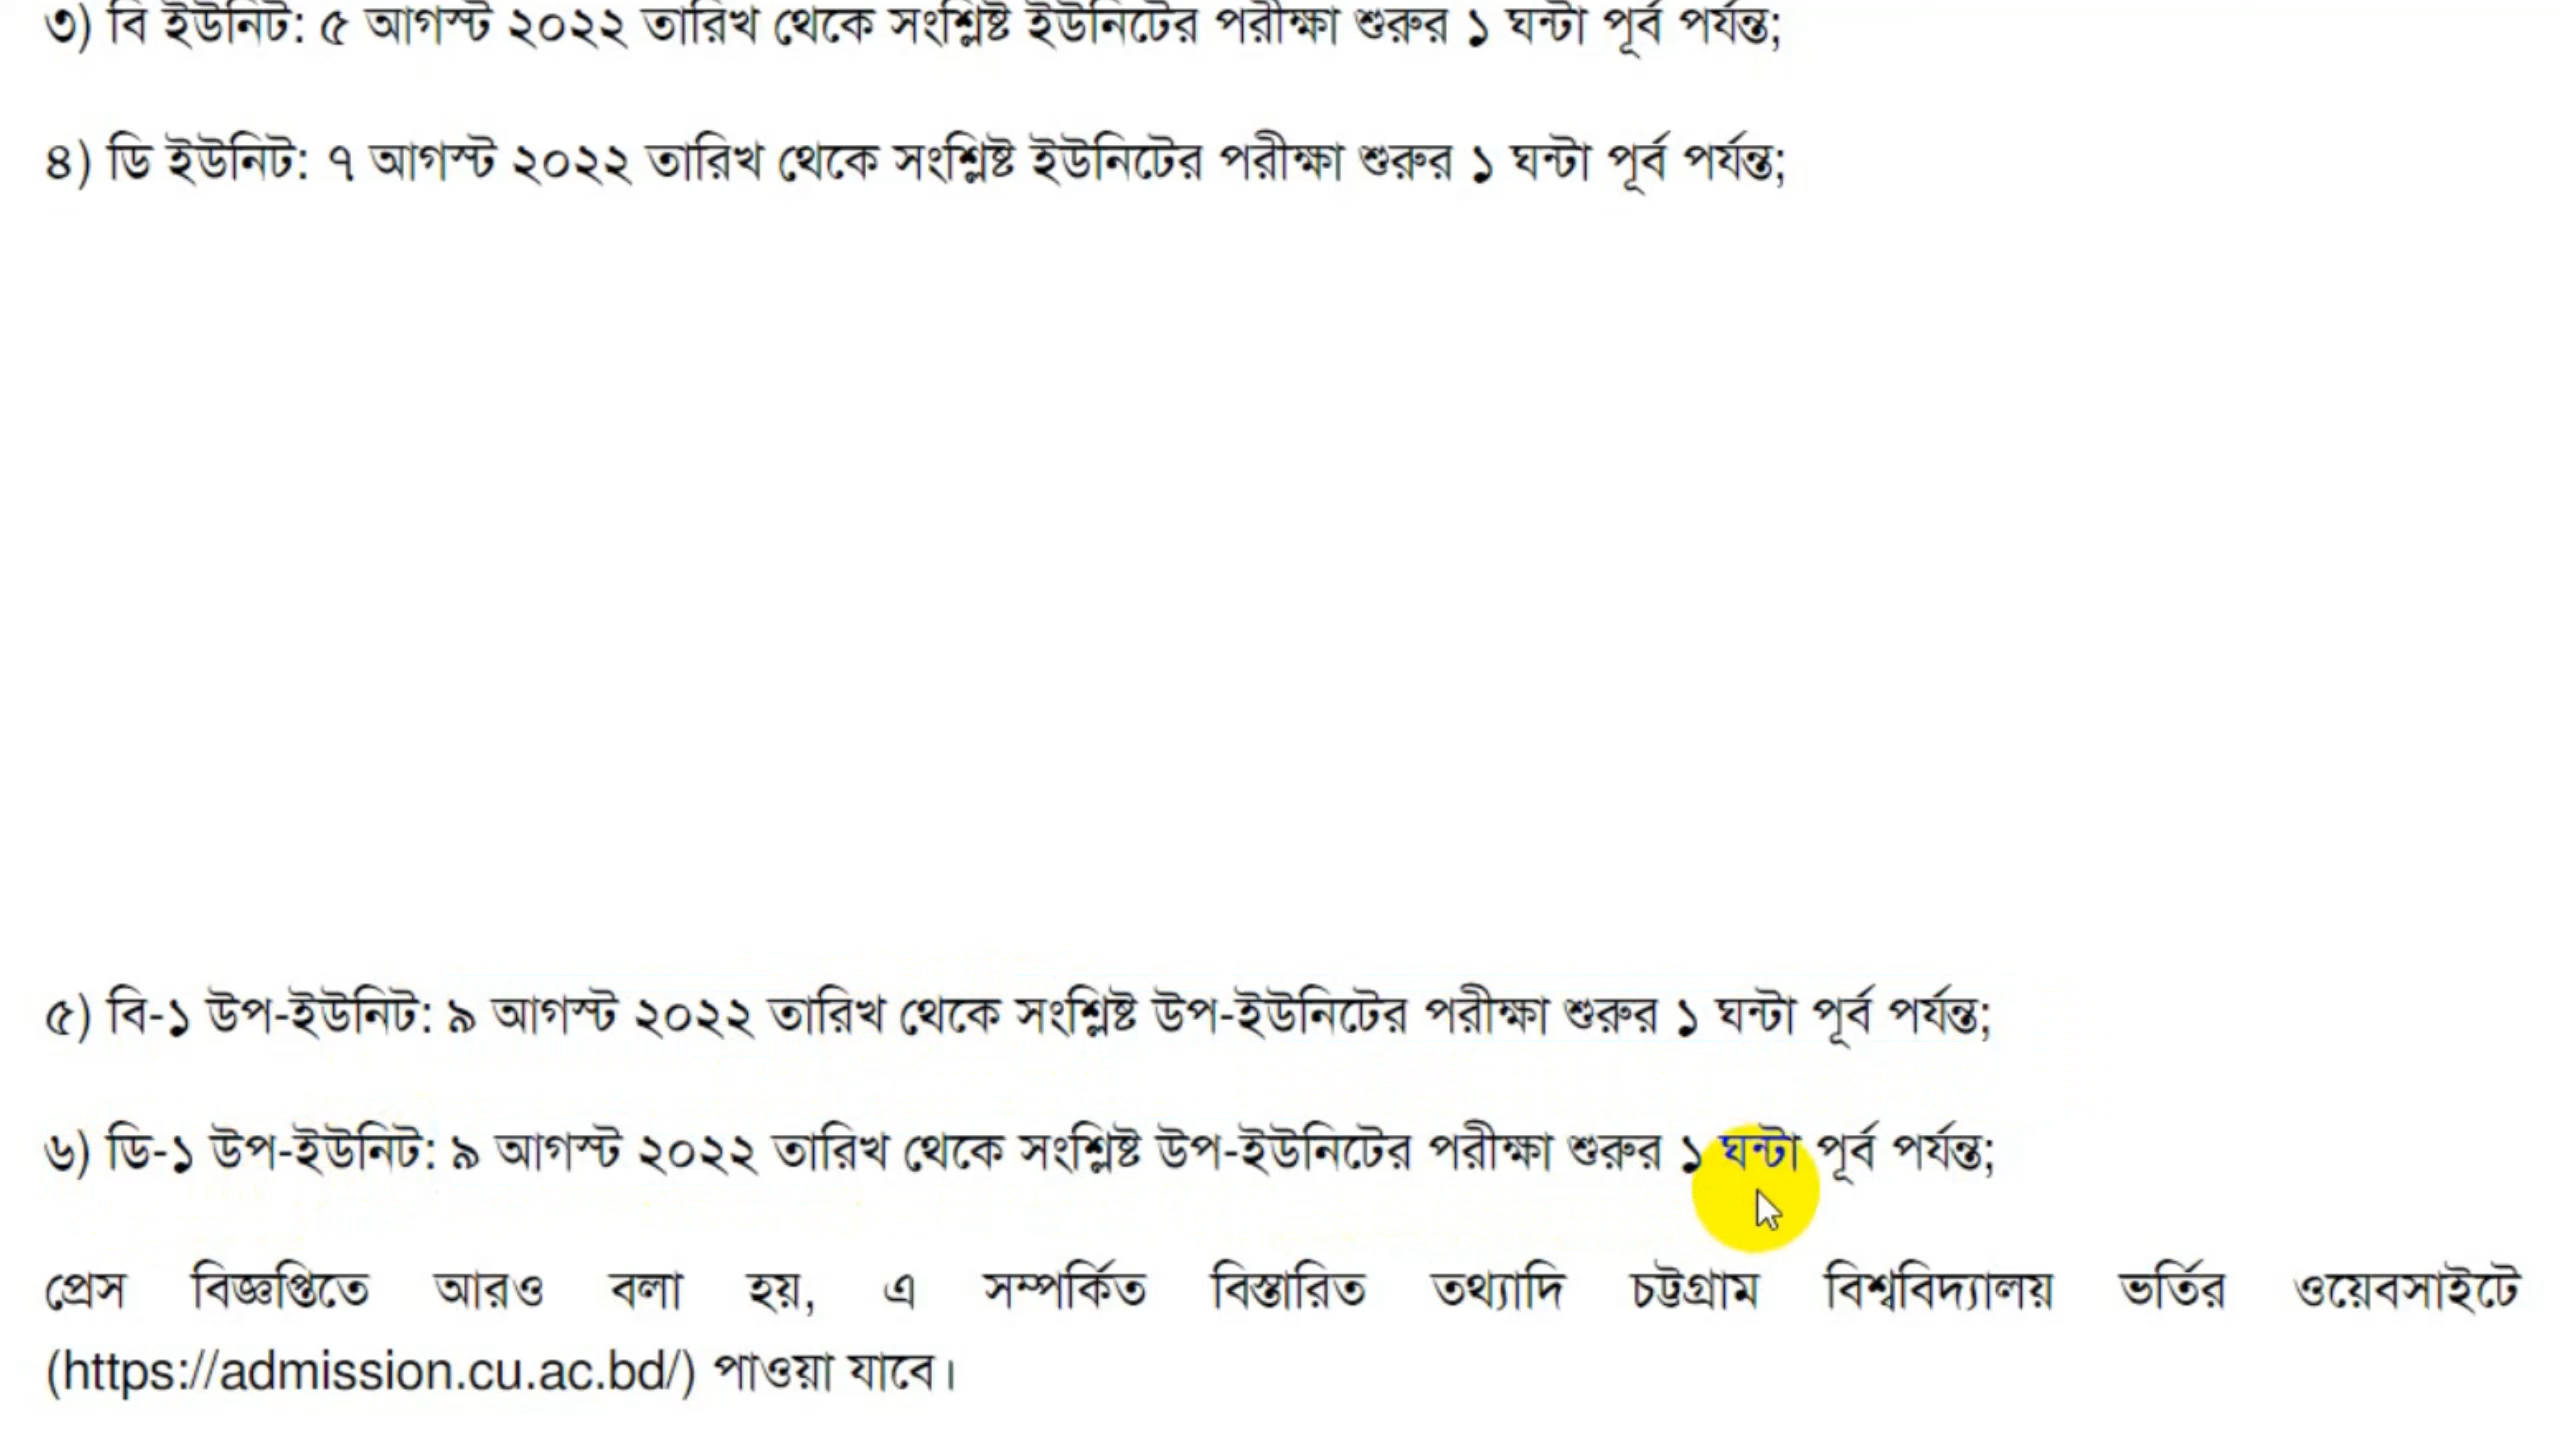 ৩) বি ইউনিট: ৫ আগস্ট ২০২২ তারিখ থেকে সংশ্লিষ্ট ইউনিটের পরীক্ষা শুরুর ১ ঘন্টা পূর্ব পর্যন্ত;
৪) ডি ইউনিট: ৭ আগস্ট ২০২২ তারিখ থেকে সংশ্লিষ্ট ইউনিটের পরীক্ষা শুরুর ১ ঘন্টা পূর্ব পর্যন্ত;
৫) বি-১ উপ-ইউনিট: ৯ আগস্ট ২০২২ তারিখ থেকে সংশ্লিষ্ট উপ-ইউনিটের পরীক্ষা শুরুর ১ ঘন্টা পূর্ব পর্যন্ত;
৬) ডি-১ উপ-ইউনিট: ৯ আগস্ট ২০২২ তারিখ থেকে সংশ্লিষ্ট উপ-ইউনিটের পরীক্ষা শুরুর ১ ঘন্টা পূর্ব পর্যন্ত;
প্রেস বিজ্ঞপ্তিতে আরও বলা হয়, এ সম্পর্কিত বিস্তারিত তথ্যাদি চট্টগ্রাম বিশ্ববিদ্যালয় ভর্তির ওয়েবসাইটে
(https://admission.cu.ac.bd/) পাওয়া যাবে।